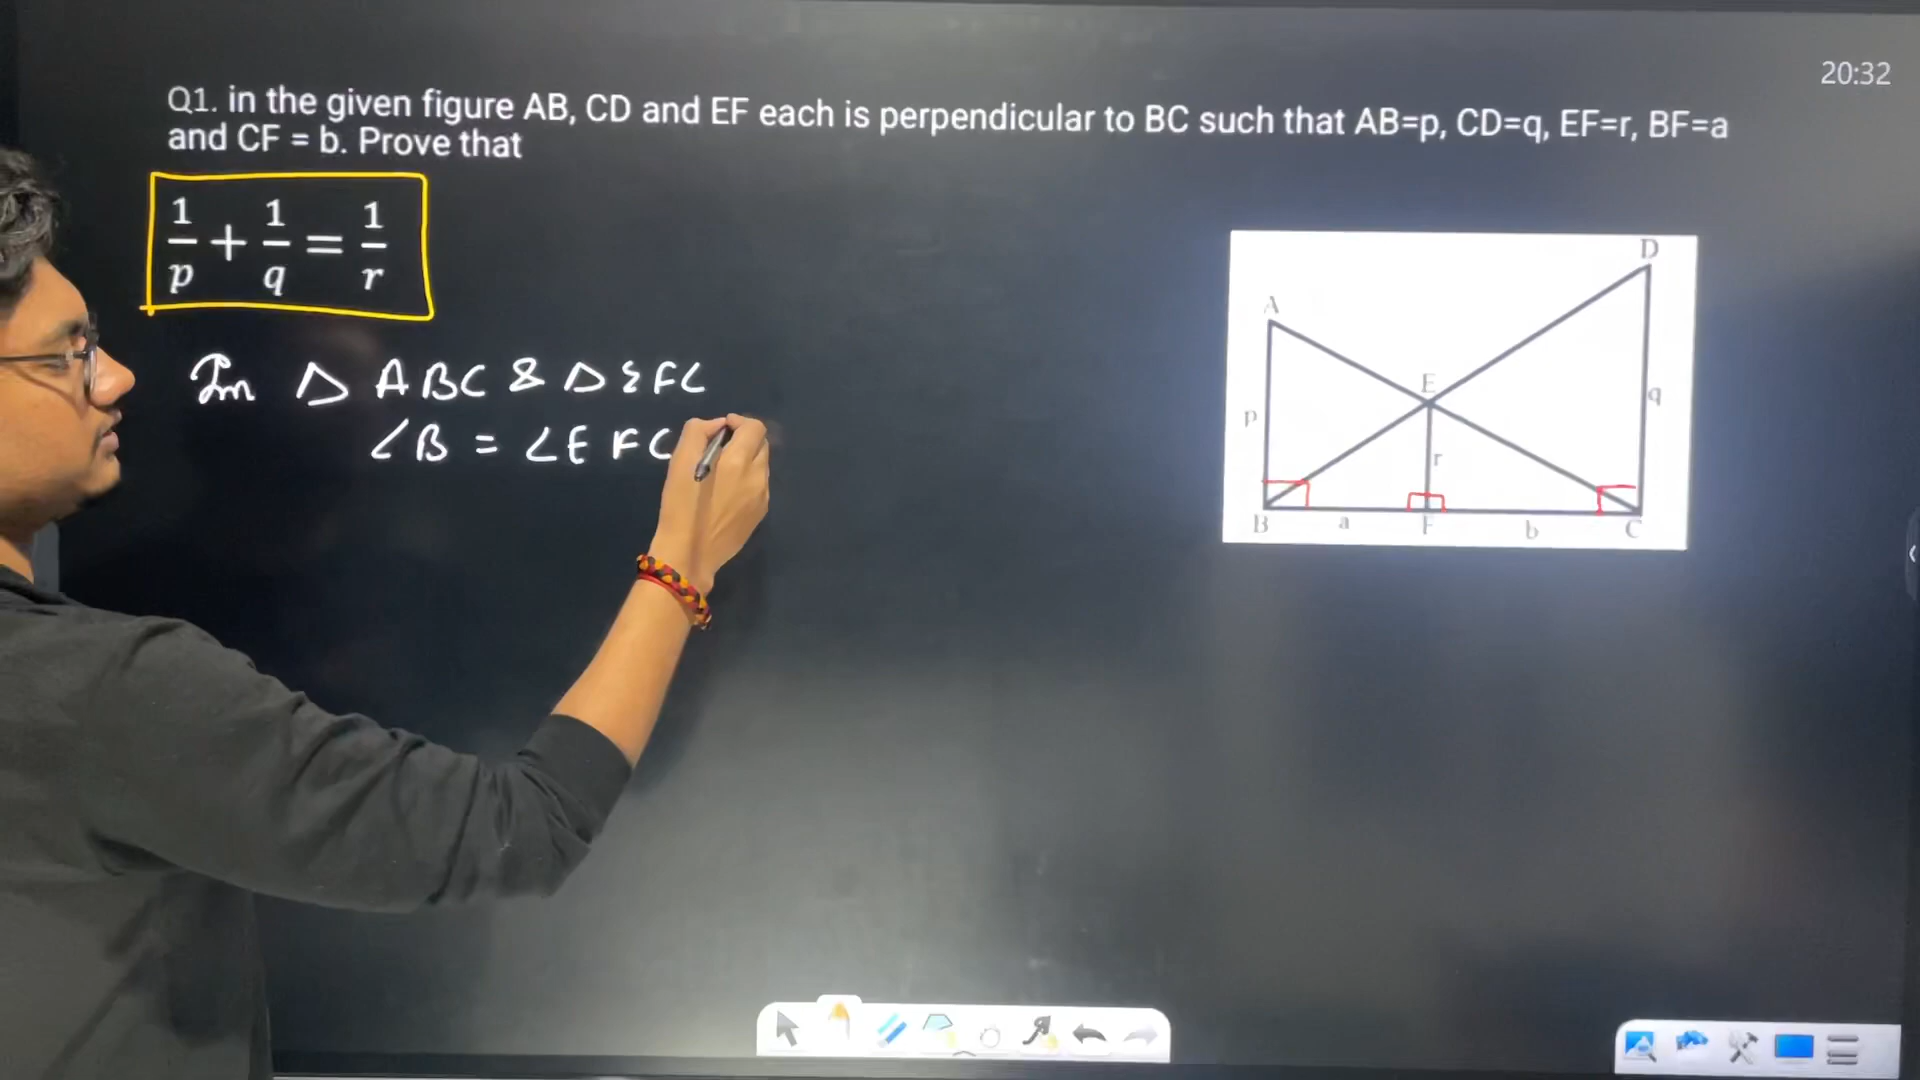 20:32
Q1. in the given figure AB, CD and EF each is perpendicular to BC such that AB=p, CD=q, EF=r, BF=a
and CF = b. Prove that
1/p + 1/q = 1/r
In Δ ABC & Δ EFC
∠B = ∠EFC
D
A
E
p
q
r
B a F b C